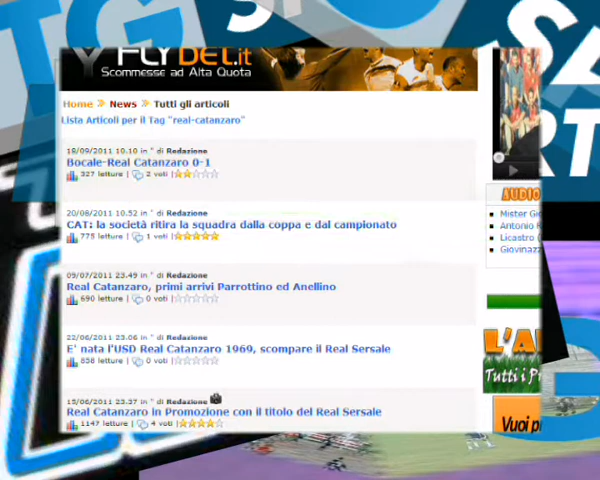 TG
FLYBET.it
Scommesse ad Alta Quota
Home » News » Tutti gli articoli
Lista Articoli per il Tag "real-catanzaro"
18/09/2011 10.10 in " di Redazione
Bocale-Real Catanzaro 0-1
327 letture | 2 voti |
20/08/2011 10.52 in " di Redazione
CAT: la società ritira la squadra dalla coppa e dal campionato
775 letture | 1 voti |
09/07/2011 23.49 in " di Redazione
Real Catanzaro, primi arrivi Parrottino ed Anellino
690 letture | 0 voti |
22/06/2011 23.06 in " di Redazione
E' nata l'USD Real Catanzaro 1969, scompare il Real Sersale
838 letture | 0 voti |
15/06/2011 23.37 in " di Redazione
Real Catanzaro in Promozione con il titolo del Real Sersale
1147 letture | 4 voti |
AUDIO
Mister Gi
Antonio R
Licastro (
Giovinazz
L'A
Tutti i P
Vuoi p